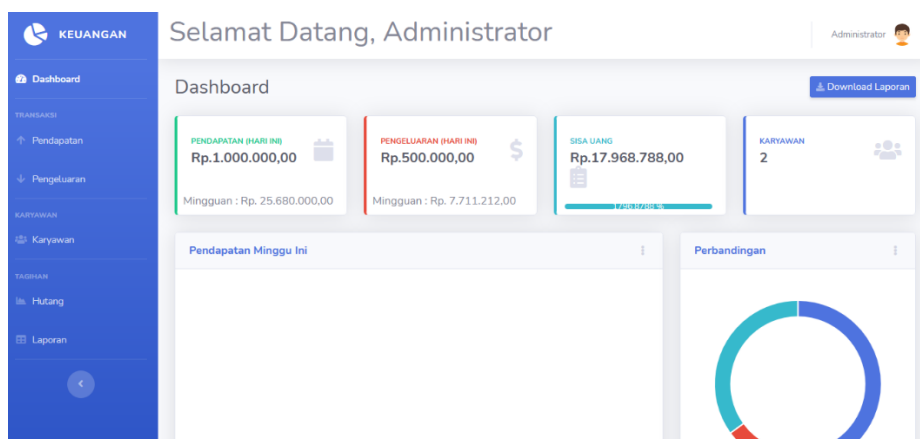 KEUANGAN
Selamat Datang, Administrator
Administrator
Dashboard
Dashboard
Download Laporan
TRANSAKSI
Pendapatan
Pengeluaran
KARYAWAN
Karyawan
TAGIHAN
Hutang
Laporan
PENDAPATAN (HARI INI)
Rp.1.000.000,00
Mingguan : Rp. 25.680.000,00
PENGELUARAN (HARI INI)
Rp.500.000,00
Mingguan : Rp. 7.711.212,00
SISA UANG
Rp.17.968.788,00
1796.8788 %
KARYAWAN
2
Pendapatan Minggu Ini
Perbandingan